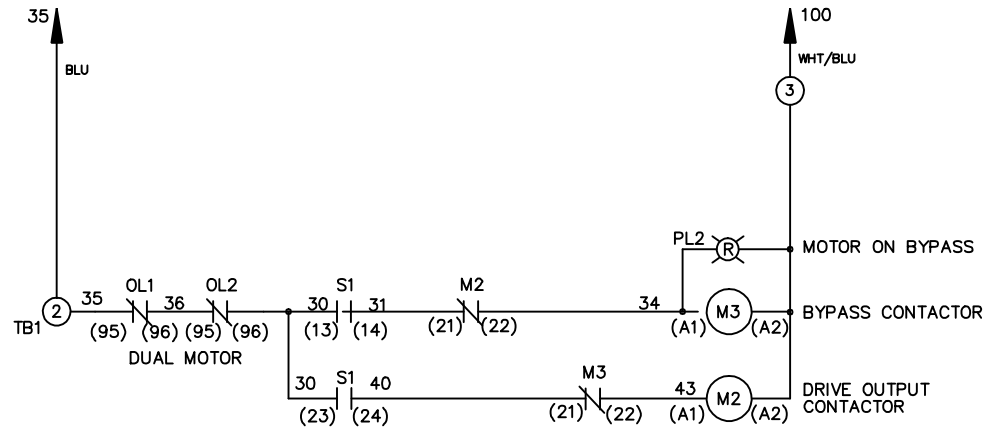 35
100
BLU
WHT/BLU
3
PL2
R
MOTOR ON BYPASS
35 OL1 36 OL2 30 S1 31 M2 34
2
TB1
(95) (96) (95) (96) (13) (14) (21) (22) (A1) M3 (A2)
BYPASS CONTACTOR
DUAL MOTOR
30 S1 40 M3 43
(23) (24) (21) (22) (A1) M2 (A2)
DRIVE OUTPUT
CONTACTOR